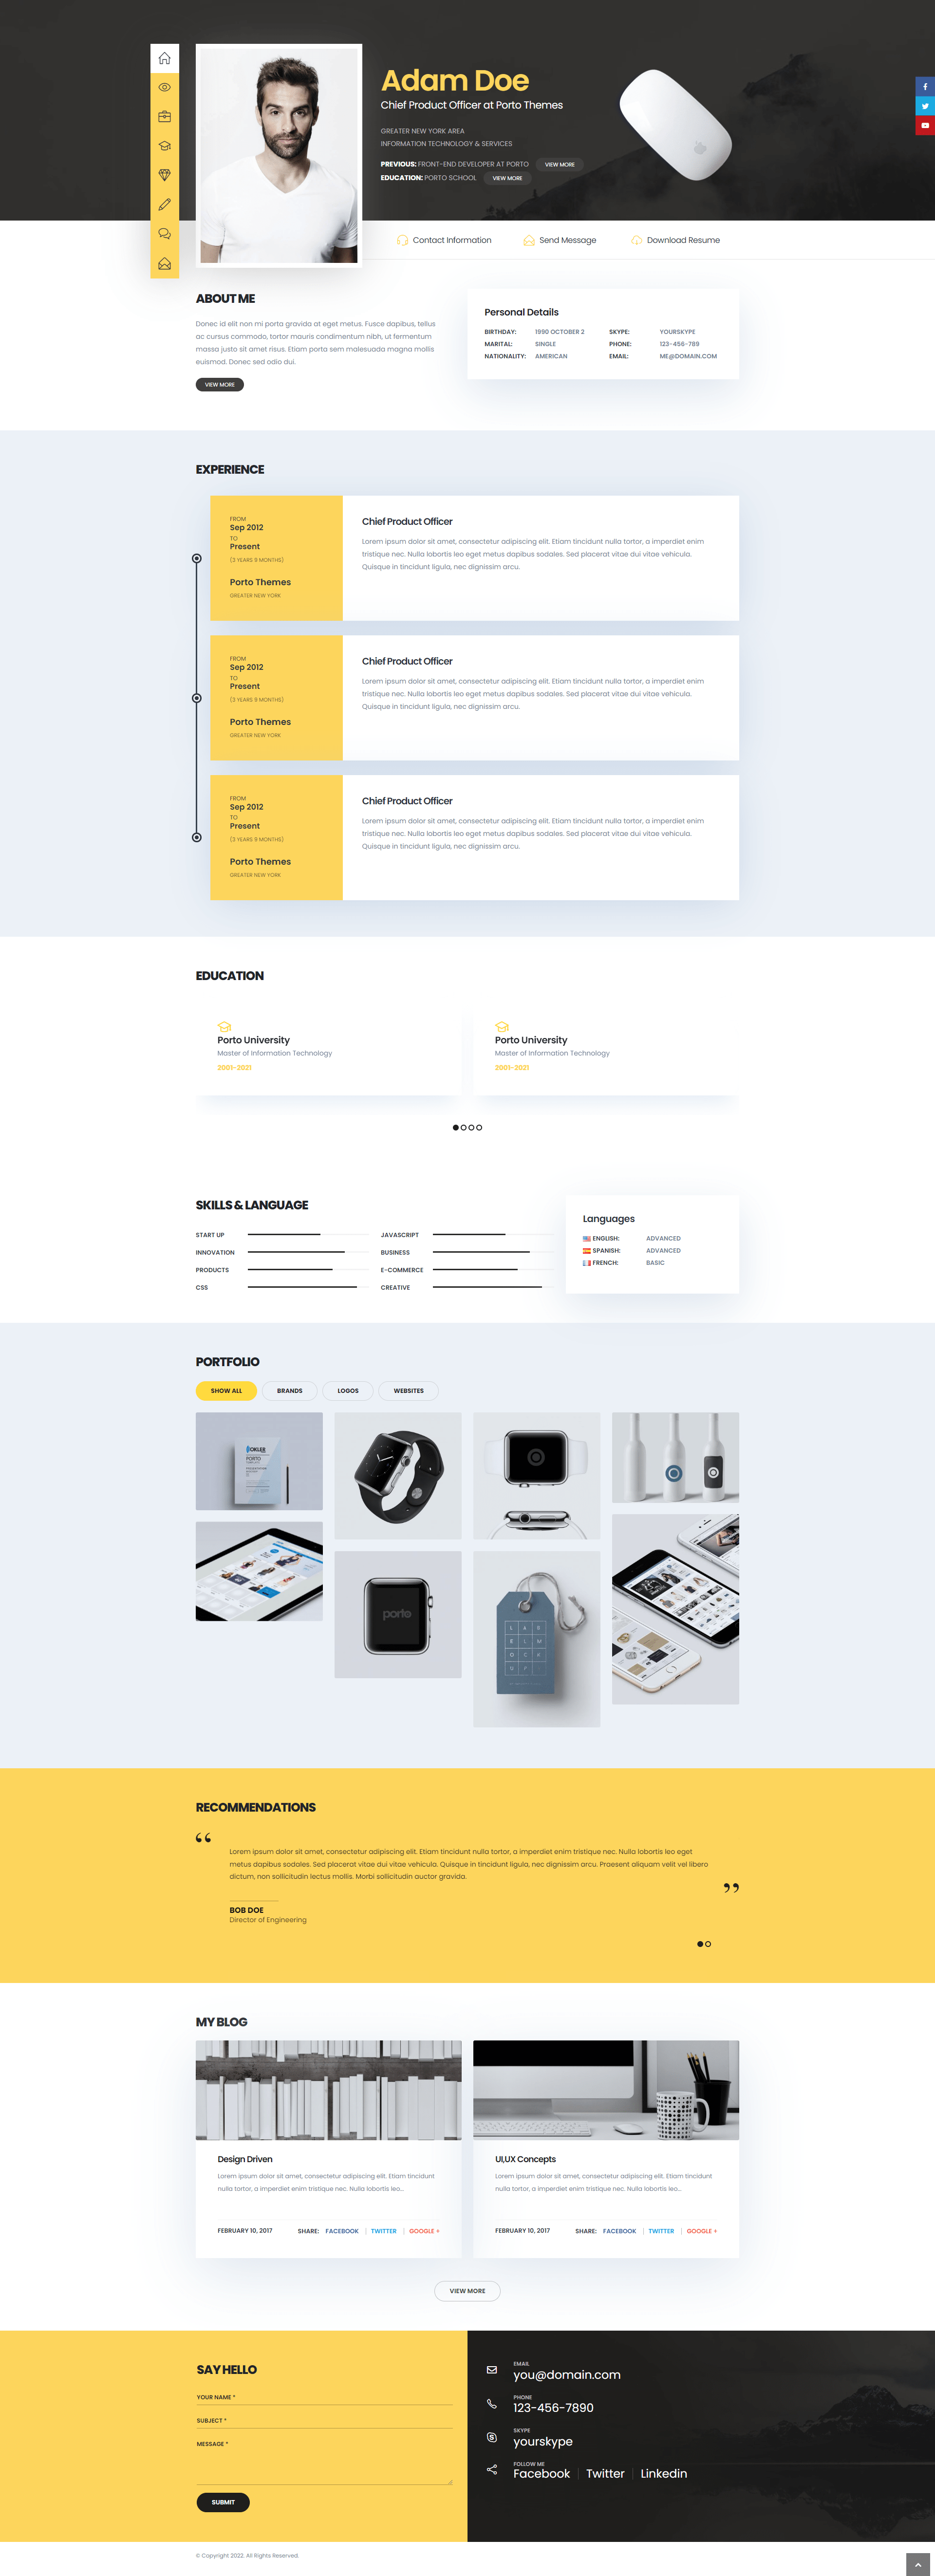 Adam Doe
Chief Product Officer at Porto Themes
GREATER NEW YORK AREA
INFORMATION TECHNOLOGY & SERVICES
PREVIOUS: FRONT-END DEVELOPER AT PORTO VIEW MORE
EDUCATION: PORTO SCHOOL VIEW MORE
Contact Information Send Message Download Resume
ABOUT ME
Donec id elit non mi porta gravida at eget metus. Fusce dapibus, tellus
ac cursus commodo, tortor mauris condimentum nibh, ut fermentum
massa justo sit amet risus. Etiam porta sem malesuada magna mollis
euismod. Donec sed odio dui.
VIEW MORE
Personal Details
BIRTHDAY: 1990 OCTOBER 2 SKYPE: YOURSKYPE
MARITAL: SINGLE PHONE: 123-456-789
NATIONALITY: AMERICAN EMAIL: ME@DOMAIN.COM
EXPERIENCE
FROM
Sep 2012
TO
Present
(3 YEARS 9 MONTHS)
Porto Themes
GREATER NEW YORK
Chief Product Officer
Lorem ipsum dolor sit amet, consectetur adipiscing elit. Etiam tincidunt nulla tortor, a imperdiet enim
tristique nec. Nulla lobortis leo eget metus dapibus sodales. Sed placerat vitae dui vitae vehicula.
Quisque in tincidunt ligula, nec dignissim arcu.
FROM
Sep 2012
TO
Present
(3 YEARS 9 MONTHS)
Porto Themes
GREATER NEW YORK
Chief Product Officer
Lorem ipsum dolor sit amet, consectetur adipiscing elit. Etiam tincidunt nulla tortor, a imperdiet enim
tristique nec. Nulla lobortis leo eget metus dapibus sodales. Sed placerat vitae dui vitae vehicula.
Quisque in tincidunt ligula, nec dignissim arcu.
FROM
Sep 2012
TO
Present
(3 YEARS 9 MONTHS)
Porto Themes
GREATER NEW YORK
Chief Product Officer
Lorem ipsum dolor sit amet, consectetur adipiscing elit. Etiam tincidunt nulla tortor, a imperdiet enim
tristique nec. Nulla lobortis leo eget metus dapibus sodales. Sed placerat vitae dui vitae vehicula.
Quisque in tincidunt ligula, nec dignissim arcu.
EDUCATION
Porto University
Master of Information Technology
2001-2021
Porto University
Master of Information Technology
2001-2021
SKILLS & LANGUAGE
START UP JAVASCRIPT
INNOVATION BUSINESS
PRODUCTS E-COMMERCE
CSS CREATIVE
Languages
ENGLISH: ADVANCED
SPANISH: ADVANCED
FRENCH: BASIC
PORTFOLIO
SHOW ALL BRANDS LOGOS WEBSITES
OKLER
PORTO
porto
RECOMMENDATIONS
“
Lorem ipsum dolor sit amet, consectetur adipiscing elit. Etiam tincidunt nulla tortor, a imperdiet enim tristique nec. Nulla lobortis leo eget
metus dapibus sodales. Sed placerat vitae dui vitae vehicula. Quisque in tincidunt ligula, nec dignissim arcu. Praesent aliquam velit vel libero
dictum, non sollicitudin lectus mollis. Morbi sollicitudin auctor gravida.
”
BOB DOE
Director of Engineering
MY BLOG
Design Driven
Lorem ipsum dolor sit amet, consectetur adipiscing elit. Etiam tincidunt
nulla tortor, a imperdiet enim tristique nec. Nulla lobortis leo...
FEBRUARY 10, 2017 SHARE: FACEBOOK | TWITTER | GOOGLE +
UI,UX Concepts
Lorem ipsum dolor sit amet, consectetur adipiscing elit. Etiam tincidunt
nulla tortor, a imperdiet enim tristique nec. Nulla lobortis leo...
FEBRUARY 10, 2017 SHARE: FACEBOOK | TWITTER | GOOGLE +
VIEW MORE
SAY HELLO
YOUR NAME *
SUBJECT *
MESSAGE *
SUBMIT
EMAIL
you@domain.com
PHONE
123-456-7890
SKYPE
yourskype
FOLLOW ME
Facebook | Twitter | Linkedin
© Copyright 2022. All Rights Reserved.